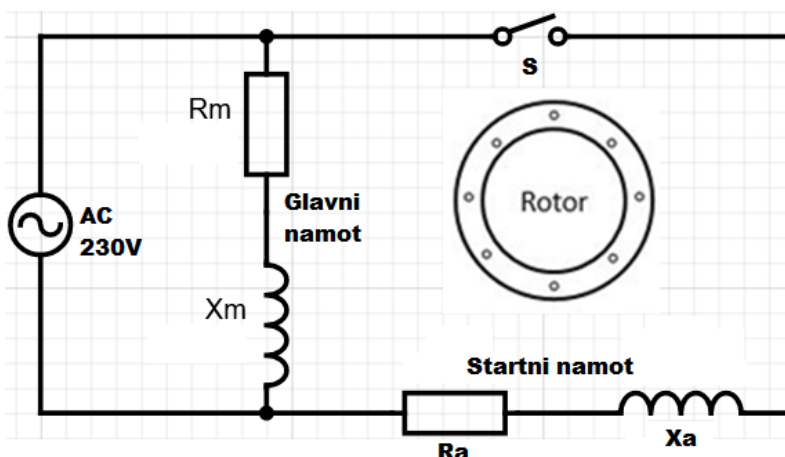 S
Rm
Rotor
Glavni
namot
AC
230V
Xm
Startni namot
Ra
Xa